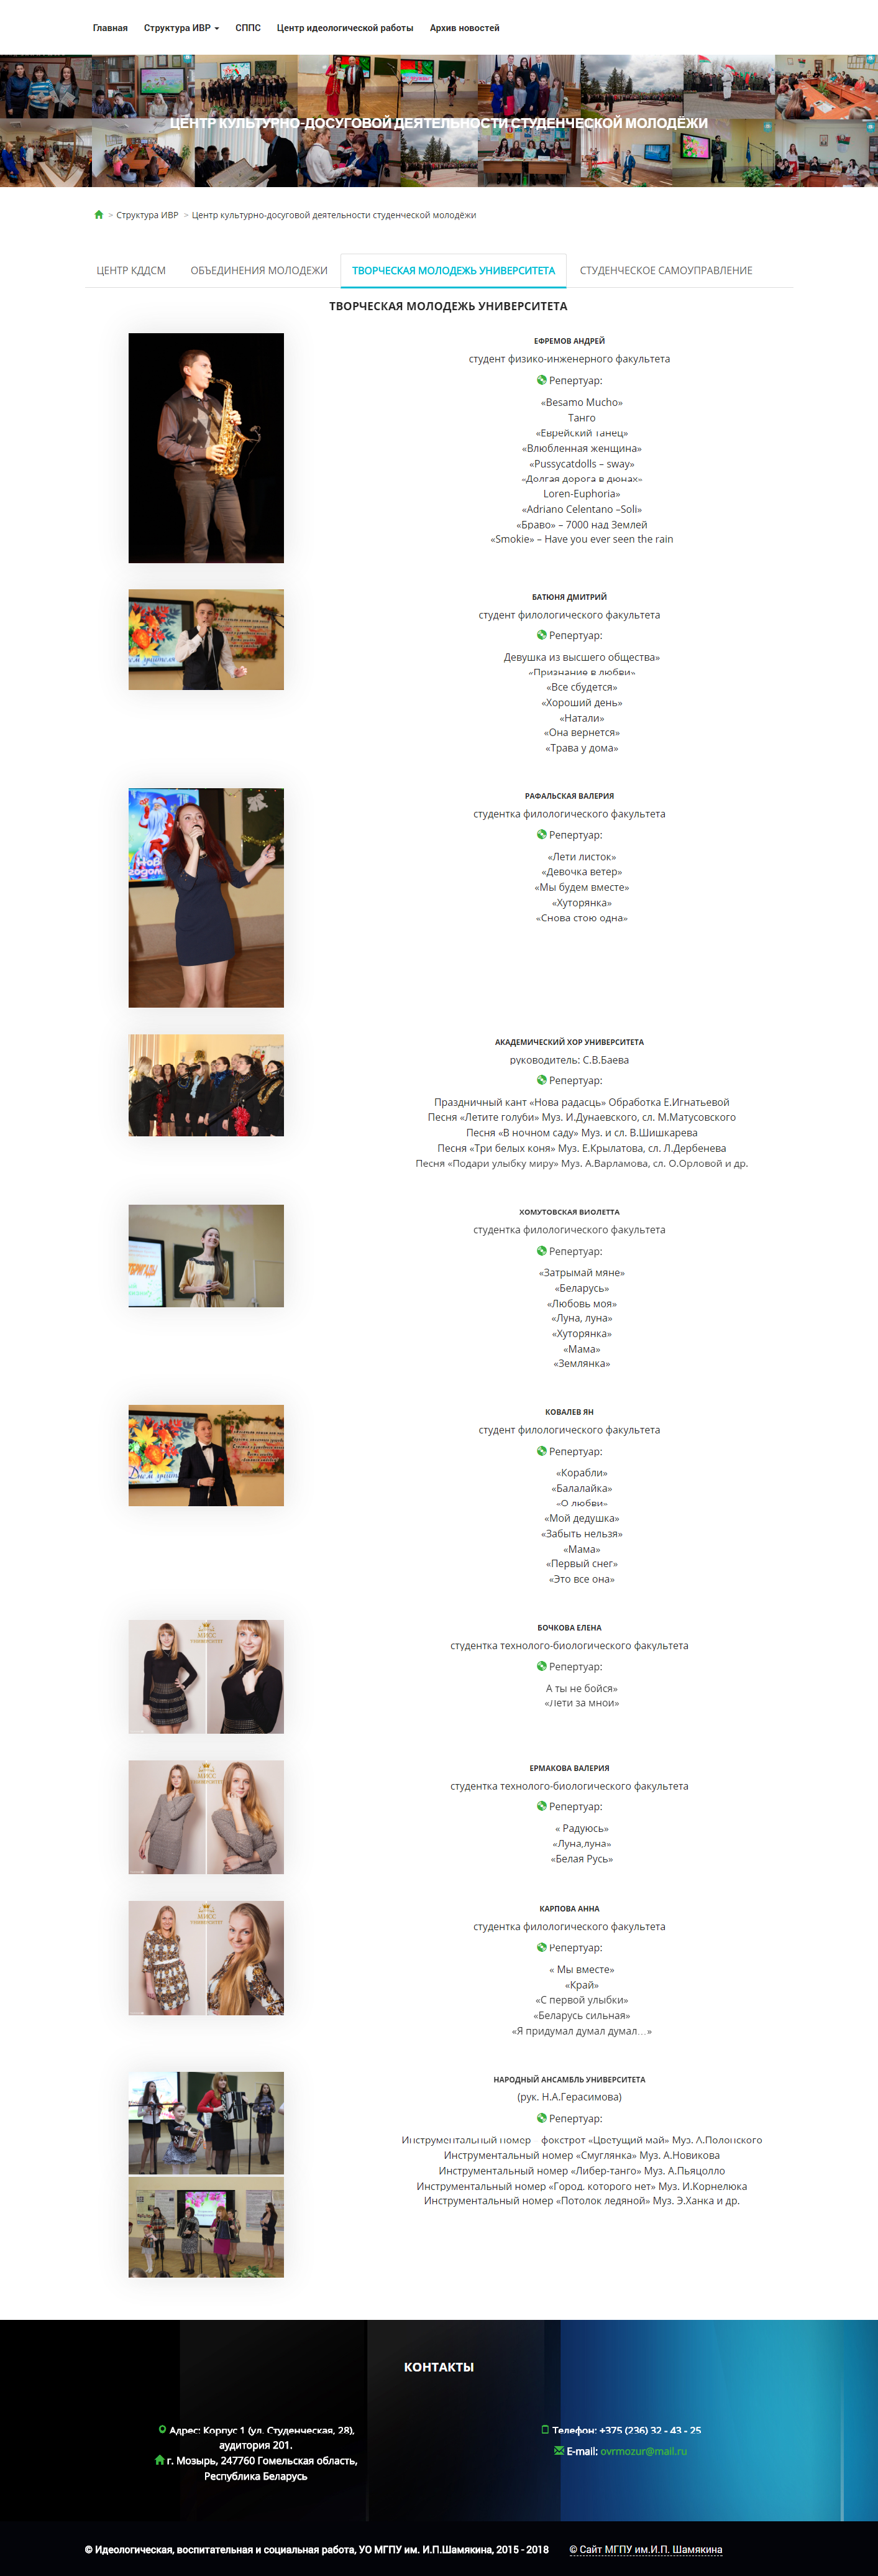 Главная Структура ИВР СППС Центр идеологической работы Архив новостей
ЦЕНТР КУЛЬТУРНО-ДОСУГОВОЙ ДЕЯТЕЛЬНОСТИ СТУДЕНЧЕСКОЙ МОЛОДЁЖИ
> Структура ИВР > Центр культурно-досуговой деятельности студенческой молодёжи
ЦЕНТР КДДСМ ОБЪЕДИНЕНИЯ МОЛОДЕЖИ ТВОРЧЕСКАЯ МОЛОДЕЖЬ УНИВЕРСИТЕТА СТУДЕНЧЕСКОЕ САМОУПРАВЛЕНИЕ
ТВОРЧЕСКАЯ МОЛОДЕЖЬ УНИВЕРСИТЕТА
ЕФРЕМОВ АНДРЕЙ
студент физико-инженерного факультета
Репертуар:
«Besamo Mucho»
Танго
«Еврейский танец»
«Влюбленная женщина»
«Pussycatdolls – sway»
«Долгая дорога в дюнах»
Loren-Euphoria»
«Adriano Celentano –Soli»
«Браво» – 7000 над Землей
«Smokie» – Have you ever seen the rain
БАТЮНЯ ДМИТРИЙ
студент филологического факультета
Репертуар:
Девушка из высшего общества»
«Признание в любви»
«Все сбудется»
«Хороший день»
«Натали»
«Она вернется»
«Трава у дома»
РАФАЛЬСКАЯ ВАЛЕРИЯ
студентка филологического факультета
Репертуар:
«Лети листок»
«Девочка ветер»
«Мы будем вместе»
«Хуторянка»
«Снова стою одна»
АКАДЕМИЧЕСКИЙ ХОР УНИВЕРСИТЕТА
руководитель: С.В.Баева
Репертуар:
Праздничный кант «Нова радасць» Обработка Е.Игнатьевой
Песня «Летите голуби» Муз. И.Дунаевского, сл. М.Матусовского
Песня «В ночном саду» Муз. и сл. В.Шишкарева
Песня «Три белых коня» Муз. Е.Крылатова, сл. Л.Дербенева
Песня «Подари улыбку миру» Муз. А.Варламова, сл. О.Орловой и др.
ХОМУТОВСКАЯ ВИОЛЕТТА
студентка филологического факультета
Репертуар:
«Затрымай мяне»
«Беларусь»
«Любовь моя»
«Луна, луна»
«Хуторянка»
«Мама»
«Землянка»
КОВАЛЕВ ЯН
студент филологического факультета
Репертуар:
«Корабли»
«Балалайка»
«О любви»
«Мой дедушка»
«Забыть нельзя»
«Мама»
«Первый снег»
«Это все она»
МИСС
УНИВЕРСИТЕТ
БОЧКОВА ЕЛЕНА
студентка технолого-биологического факультета
Репертуар:
А ты не бойся»
«Лети за мной»
МИСС
УНИВЕРСИТЕТ
ЕРМАКОВА ВАЛЕРИЯ
студентка технолого-биологического факультета
Репертуар:
« Радуюсь»
«Луна,луна»
«Белая Русь»
МИСС
УНИВЕРСИТЕТ
КАРПОВА АННА
студентка филологического факультета
Репертуар:
« Мы вместе»
«Край»
«С первой улыбки»
«Беларусь сильная»
«Я придумал думал думал…»
НАРОДНЫЙ АНСАМБЛЬ УНИВЕРСИТЕТА
(рук. Н.А.Герасимова)
Репертуар:
Инструментальный номер – фокстрот «Цветущий май» Муз. А.Полонского
Инструментальный номер «Смуглянка» Муз. А.Новикова
Инструментальный номер «Либер-танго» Муз. А.Пьяцолло
Инструментальный номер «Город, которого нет» Муз. И.Корнелюка
Инструментальный номер «Потолок ледяной» Муз. Э.Ханка и др.
КОНТАКТЫ
Адрес: Корпус 1 (ул. Студенческая, 28),
аудитория 201.
г. Мозырь, 247760 Гомельская область,
Республика Беларусь
Телефон: +375 (236) 32 - 43 - 25
E-mail: ovrmozur@mail.ru
© Идеологическая, воспитательная и социальная работа, УО МГПУ им. И.П.Шамякина, 2015 - 2018 © Сайт МГПУ им.И.П. Шамякина